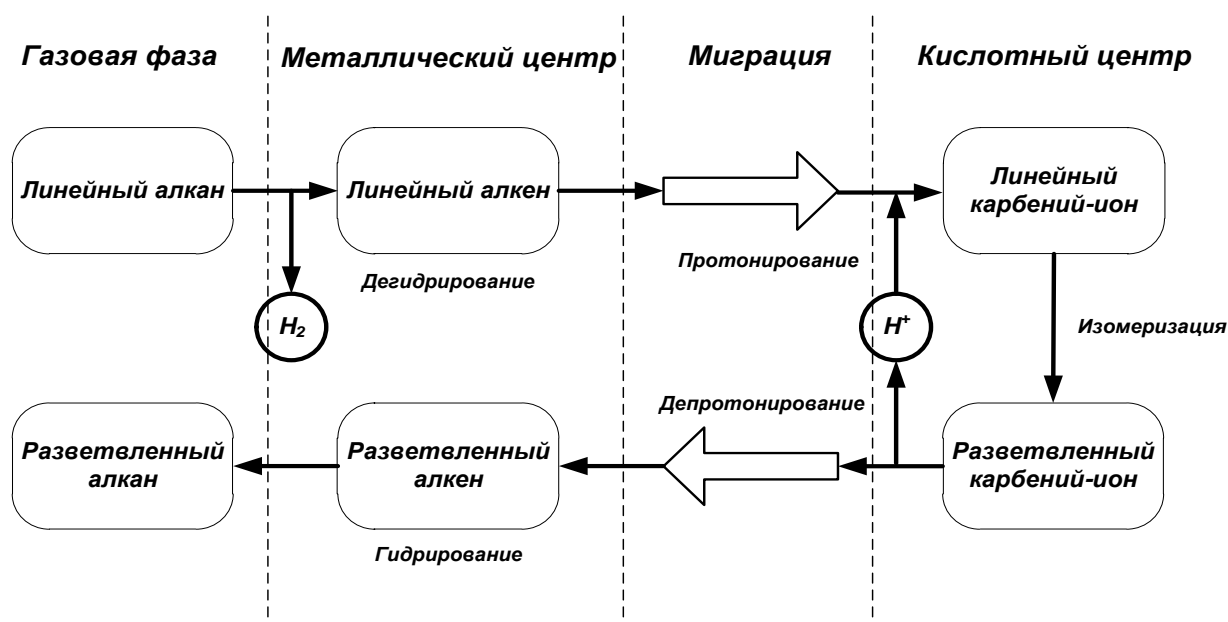 Газовая фаза
Металлический центр
Миграция
Кислотный центр
Линейный алкан
Линейный алкен
Линейный
карбений-ион
Дегидрирование
Протонирование
H₂
H⁺
Изомеризация
Депротонирование
Разветвленный
алкан
Разветвленный
алкен
Разветвленный
карбений-ион
Гидрирование